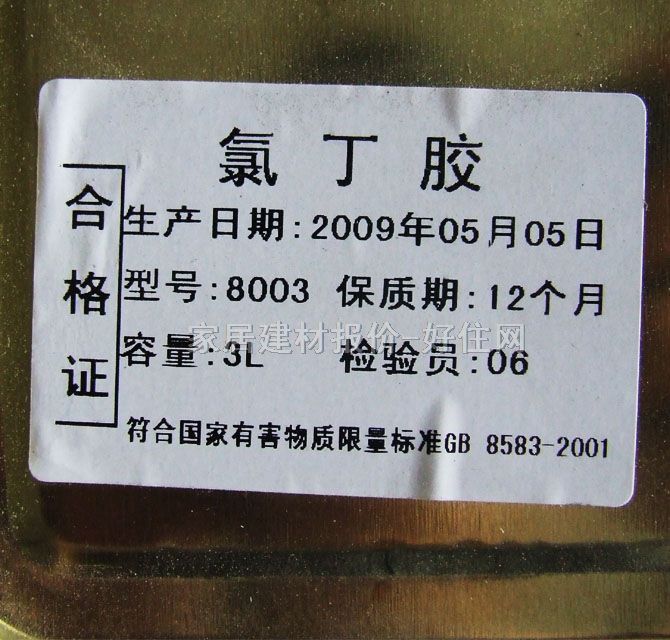 氯丁胶
合格证
生产日期:2009年05月05日
型号:8003 保质期:12个月
容量:3L 检验员:06
符合国家有害物质限量标准GB 8583-2001
家居建材报价-好住网